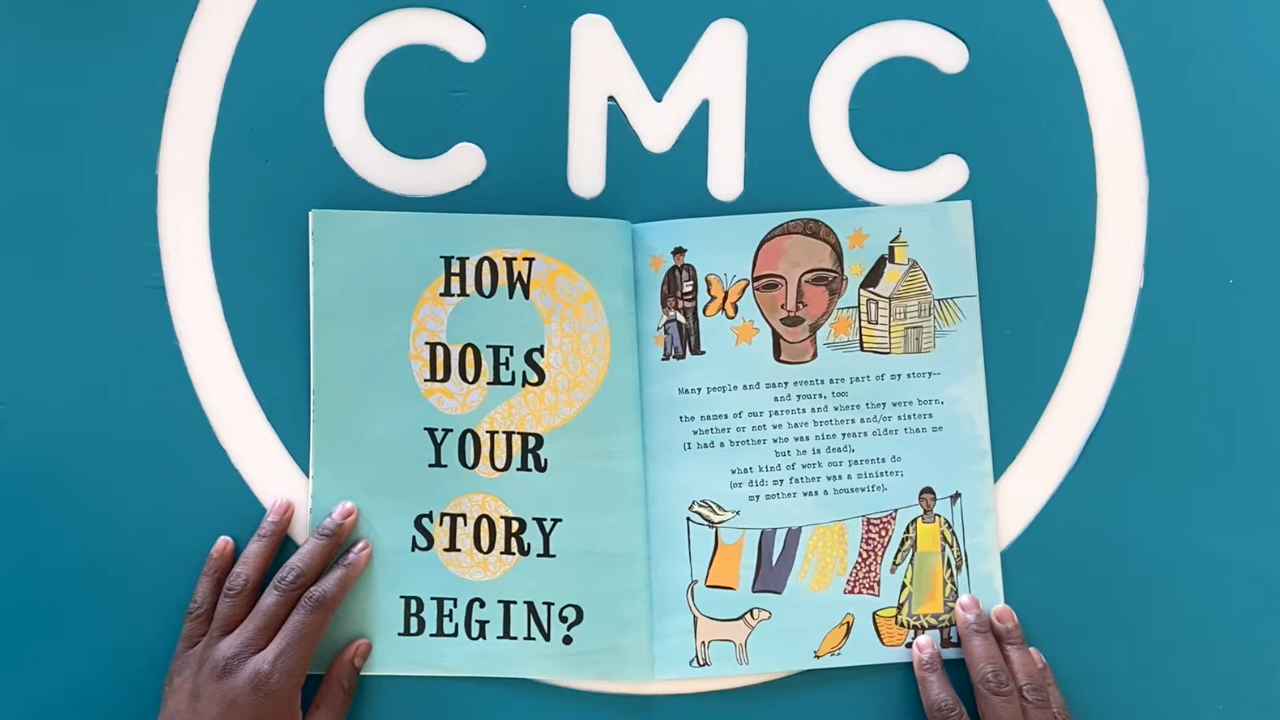 CMC
HOW
DOES
YOUR
STORY
BEGIN?
Many people and many events are part of my story--
and yours, too:
the names of our parents and where they were born,
whether or not we have brothers and/or sisters
(I had a brother who was nine years older than me
but he is dead),
what kind of work our parents do
(or did: my father was a minister;
my mother was a housewife).